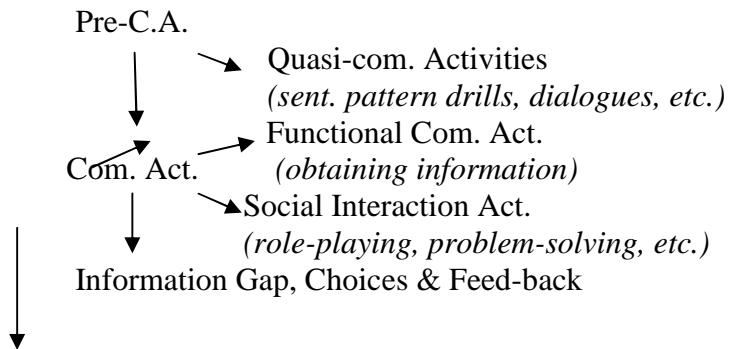 Pre-C.A.
Quasi-com. Activities
(sent. pattern drills, dialogues, etc.)
Functional Com. Act.
Com. Act.
(obtaining information)
Social Interaction Act.
(role-playing, problem-solving, etc.)
Information Gap, Choices & Feed-back